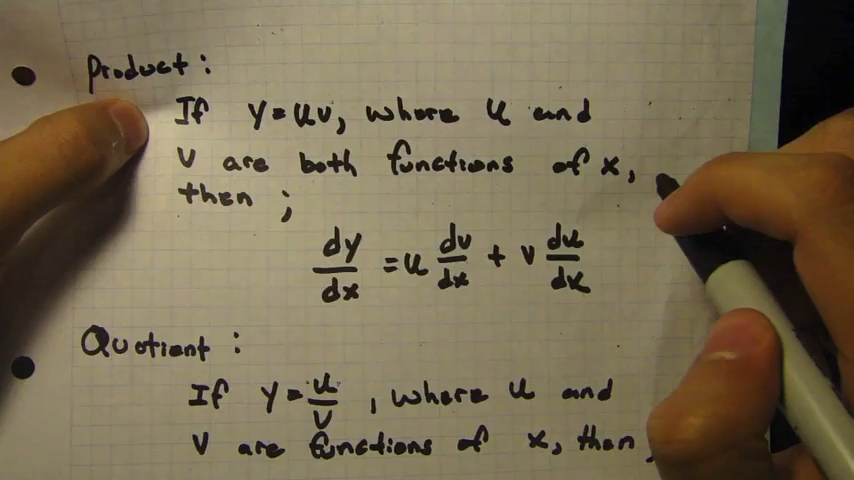 Product:
If y=uv, where u and
v are both functions of x,
then;
dy/dx = u dv/dx + v du/dx
Quotient:
If y=u/v, where u and
v are functions of x, then,